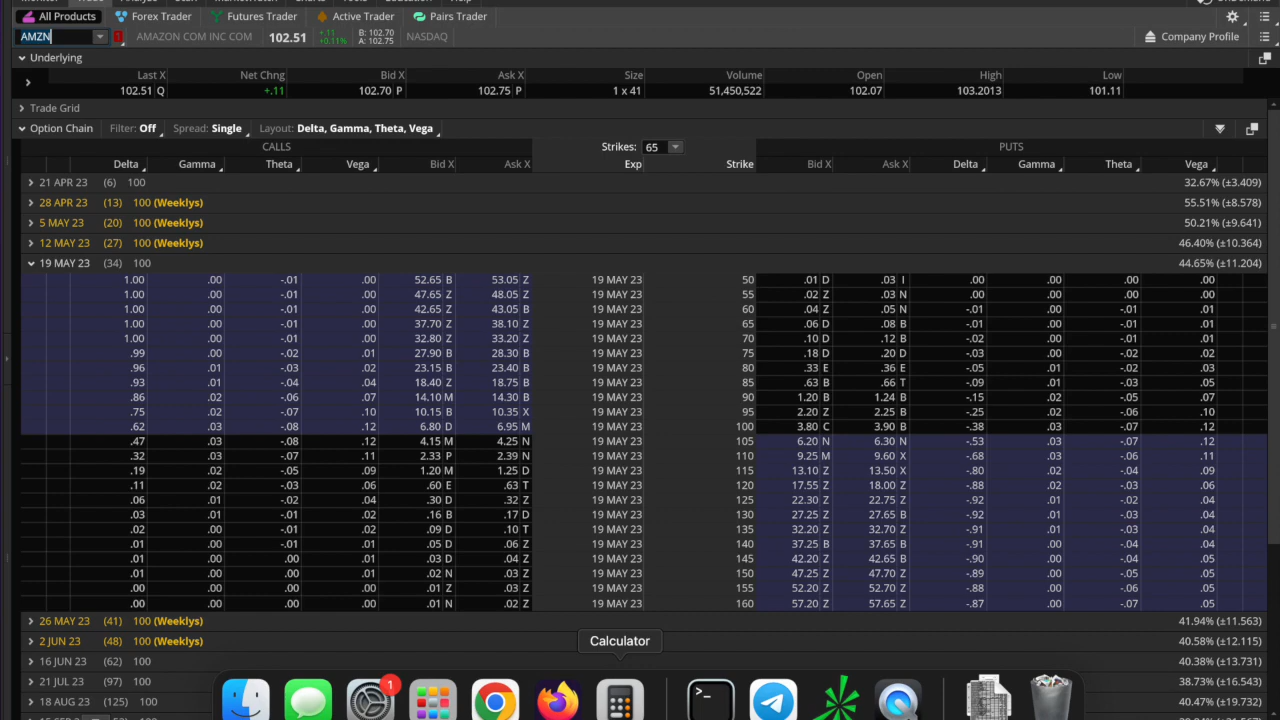 All Products Forex Trader Futures Trader Active Trader Pairs Trader
AMZN AMAZON COM INC COM 102.51 +.11 +0.11% B: 102.70 A: 102.75 NASDAQ Company Profile
Underlying
Last X Net Chng Bid X Ask X Size Volume Open High Low
102.51 Q +.11 102.70 P 102.75 P 1 x 41 51,450,522 102.07 103.2013 101.11
Trade Grid
Option Chain Filter: Off Spread: Single Layout: Delta, Gamma, Theta, Vega
CALLS Strikes: 65 PUTS
Delta Gamma Theta Vega Bid X Ask X Exp Strike Bid X Ask X Delta Gamma Theta Vega
21 APR 23 (6) 100 32.67% (±3.409)
28 APR 23 (13) 100 (Weeklys) 55.51% (±8.578)
5 MAY 23 (20) 100 (Weeklys) 50.21% (±9.641)
12 MAY 23 (27) 100 (Weeklys) 46.40% (±10.364)
19 MAY 23 (34) 100 44.65% (±11.204)
1.00 .00 -.01 .00 52.65 B 53.05 Z 19 MAY 23 50 .01 D .03 I .00 .00 .00 .00
1.00 .00 -.01 .00 47.65 Z 48.05 Z 19 MAY 23 55 .02 Z .03 N .00 .00 .00 .00
1.00 .00 -.01 .00 42.65 Z 43.05 B 19 MAY 23 60 .04 Z .05 N -.01 .00 -.01 .01
1.00 .00 -.01 .00 37.70 Z 38.10 Z 19 MAY 23 65 .06 D .08 B -.01 .00 -.01 .01
1.00 .00 -.01 .00 32.80 Z 33.20 Z 19 MAY 23 70 .10 D .12 B -.02 .00 -.01 .01
.99 .00 -.02 .01 27.90 B 28.30 B 19 MAY 23 75 .18 D .20 D -.03 .00 -.02 .02
.96 .01 -.03 .02 23.15 B 23.40 B 19 MAY 23 80 .33 E .36 E -.05 .01 -.02 .03
.93 .01 -.04 .04 18.40 Z 18.75 B 19 MAY 23 85 .63 B .66 T -.09 .01 -.03 .05
.86 .02 -.06 .07 14.10 M 14.30 B 19 MAY 23 90 1.20 B 1.24 B -.15 .02 -.05 .07
.75 .02 -.07 .10 10.15 B 10.35 X 19 MAY 23 95 2.20 Z 2.25 B -.25 .02 -.06 .10
.62 .03 -.08 .12 6.80 D 6.95 M 19 MAY 23 100 3.80 C 3.90 B -.38 .03 -.07 .12
.47 .03 -.08 .12 4.15 M 4.25 N 19 MAY 23 105 6.20 N 6.30 N -.53 .03 -.07 .12
.32 .03 -.07 .11 2.33 P 2.39 N 19 MAY 23 110 9.25 M 9.60 X -.68 .03 -.06 .11
.19 .02 -.05 .09 1.20 M 1.25 D 19 MAY 23 115 13.10 Z 13.50 X -.80 .02 -.04 .09
.11 .02 -.03 .06 .60 E .63 T 19 MAY 23 120 17.55 Z 18.00 Z -.88 .02 -.03 .06
.06 .01 -.02 .04 .30 D .32 Z 19 MAY 23 125 22.30 Z 22.75 Z -.92 .01 -.02 .04
.03 .01 -.01 .02 .16 B .17 D 19 MAY 23 130 27.25 Z 27.65 B -.92 .01 -.03 .04
.02 .00 -.01 .02 .09 D .10 T 19 MAY 23 135 32.20 Z 32.70 Z -.91 .01 -.03 .04
.01 .00 -.01 .01 .05 D .06 Z 19 MAY 23 140 37.25 B 37.65 B -.91 .00 -.04 .04
.01 .00 .00 .01 .03 D .04 Z 19 MAY 23 145 42.20 Z 42.65 B -.90 .00 -.04 .05
.01 .00 .00 .01 .02 N .03 Z 19 MAY 23 150 47.25 Z 47.70 Z -.89 .00 -.05 .05
.00 .00 .00 .01 .01 Z .03 Z 19 MAY 23 155 52.20 Z 52.70 Z -.88 .00 -.06 .05
.00 .00 .00 .00 .01 N .02 Z 19 MAY 23 160 57.20 Z 57.65 Z -.87 .00 -.07 .05
26 MAY 23 (41) 100 (Weeklys) 41.94% (±11.563)
2 JUN 23 (48) 100 (Weeklys) 40.58% (±12.115)
Calculator
16 JUN 23 (62) 100 40.38% (±13.731)
21 JUL 23 (97) 100 38.73% (±16.543)
1
18 AUG 23 (125) 100 40.47% (±19.732)